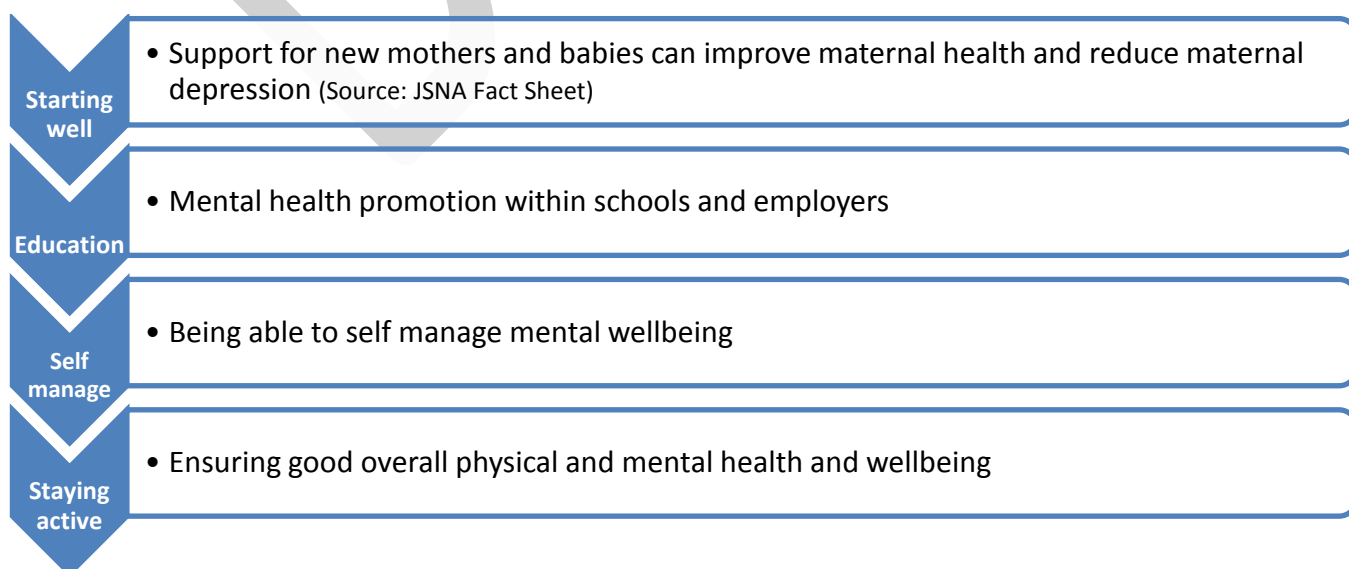 Starting
well
• Support for new mothers and babies can improve maternal health and reduce maternal
depression (Source: JSNA Fact Sheet)
Education
• Mental health promotion within schools and employers
Self
manage
• Being able to self manage mental wellbeing
Staying
active
• Ensuring good overall physical and mental health and wellbeing